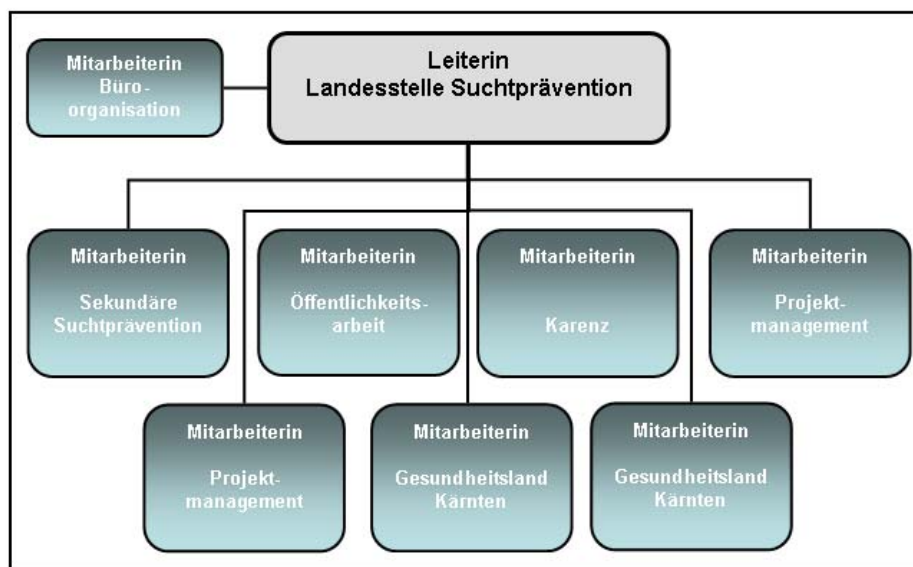 Mitarbeiterin
Büro-
organisation
Leiterin
Landesstelle Suchtprävention
Mitarbeiterin
Sekundäre
Suchtprävention
Mitarbeiterin
Öffentlichkeits-
arbeit
Mitarbeiterin
Karenz
Mitarbeiterin
Projekt-
management
Mitarbeiterin
Projekt-
management
Mitarbeiterin
Gesundheitsland
Kärnten
Mitarbeiterin
Gesundheitsland
Kärnten